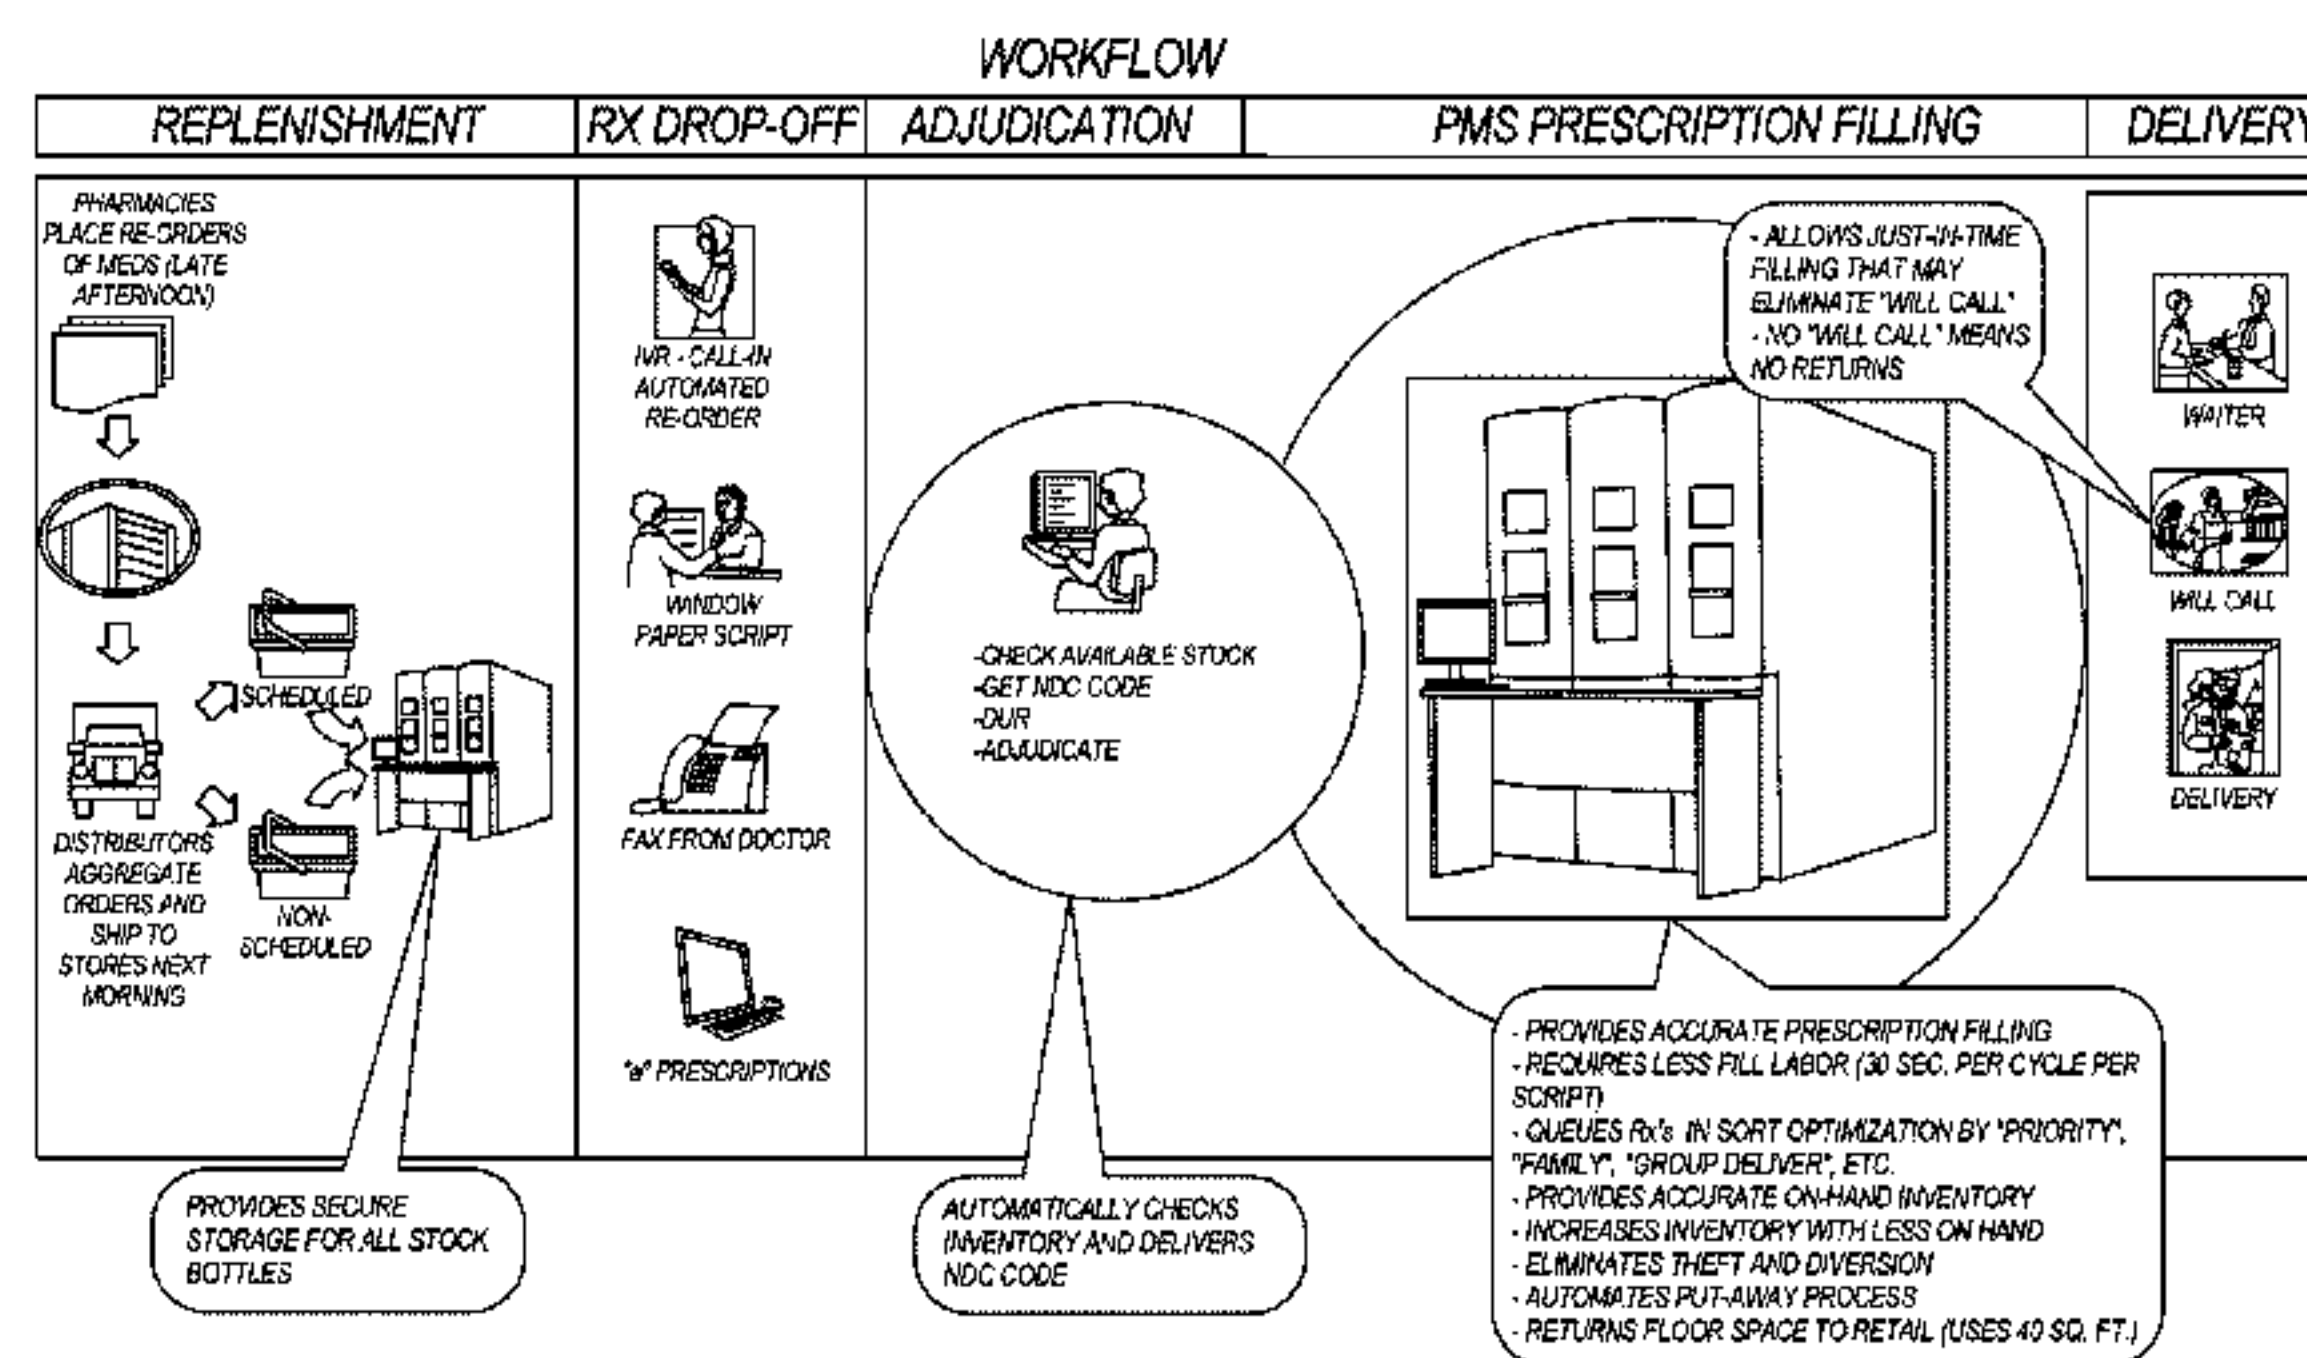 WORKFLOW
REPLENISHMENT
RX DROP-OFF
ADJUDICATION
PMS PRESCRIPTION FILLING
DELIVERY
PHARMACIES
PLACE RE-ORDERS
OF MEDS (LATE
AFTERNOON)
SCHEDULED
DISTRIBUTORS
AGGREGATE
ORDERS AND
SHIP TO
STORES NEXT
MORNING
NON-
SCHEDULED
PROVIDES SECURE
STORAGE FOR ALL STOCK
BOTTLES
IVR - CALL-IN
AUTOMATED
RE-ORDER
WINDOW
PAPER SCRIPT
FAX FROM DOCTOR
"e" PRESCRIPTIONS
-CHECK AVAILABLE STOCK
-GET NDC CODE
-DUR
-ADJUDICATE
AUTOMATICALLY CHECKS
INVENTORY AND DELIVERS
NDC CODE
- ALLOWS JUST-IN-TIME
FILLING THAT MAY
ELIMINATE "WILL CALL"
- NO "WILL CALL" MEANS
NO RETURNS
- PROVIDES ACCURATE PRESCRIPTION FILLING
- REQUIRES LESS FILL LABOR (30 SEC. PER CYCLE PER
SCRIPT)
- QUEUES Rx's IN SORT OPTIMIZATION BY "PRIORITY",
"FAMILY", "GROUP DELIVER", ETC.
- PROVIDES ACCURATE ON-HAND INVENTORY
- INCREASES INVENTORY WITH LESS ON HAND
- ELIMINATES THEFT AND DIVERSION
- AUTOMATES PUT-AWAY PROCESS
- RETURNS FLOOR SPACE TO RETAIL (USES 40 SQ. FT.)
WAITER
WILL CALL
DELIVERY